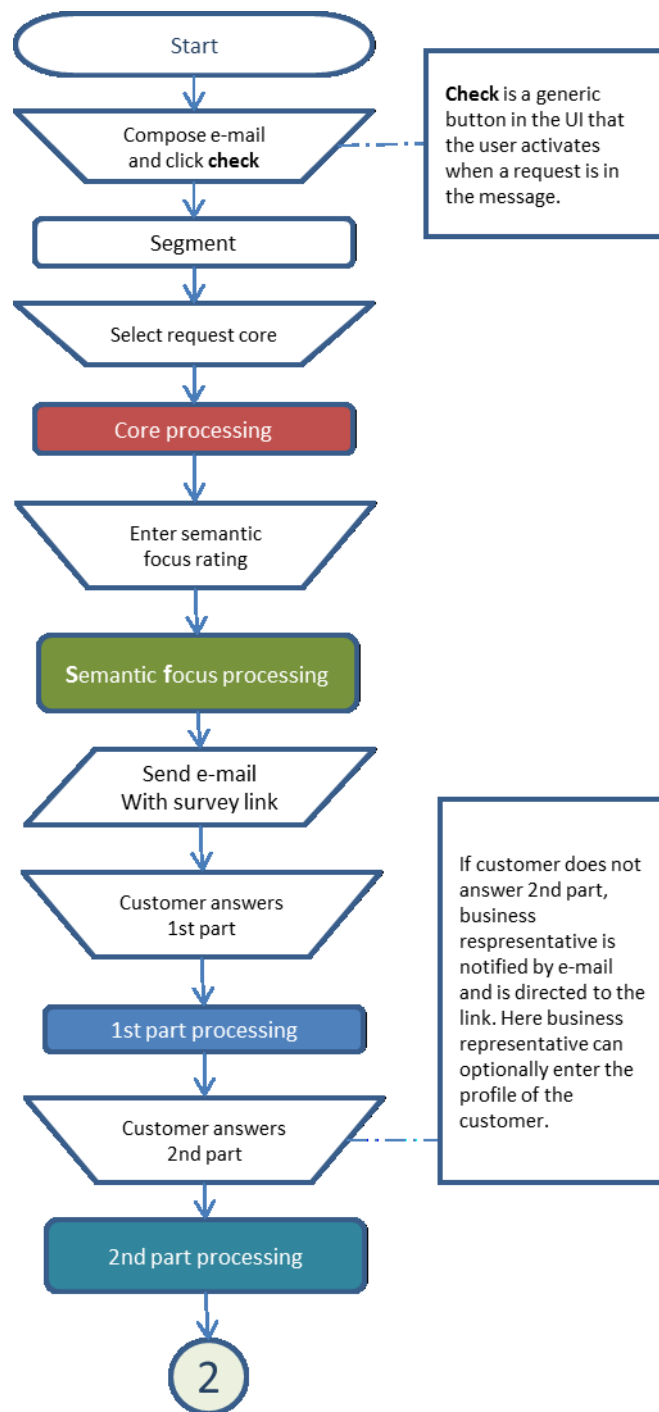 Start
Compose e-mail
and click check
Check is a generic
button in the UI that
the user activates
when a request is in
the message.
Segment
Select request core
Core processing
Enter semantic
focus rating
Semantic focus processing
Send e-mail
With survey link
Customer answers
1st part
1st part processing
Customer answers
2nd part
If customer does not
answer 2nd part,
business
respresentative is
notified by e-mail
and is directed to the
link. Here business
representative can
optionally enter the
profile of the
customer.
2nd part processing
2